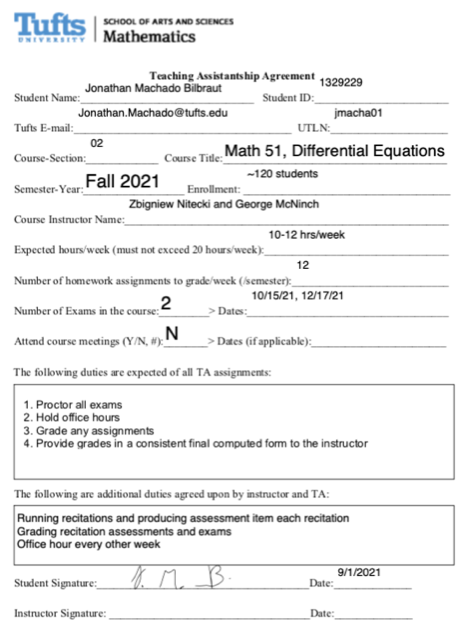 Tufts
UNIVERSITY
SCHOOL OF ARTS AND SCIENCES
Mathematics
Teaching Assistantship Agreement
Student Name: Jonathan Machado Bilbraut Student ID: 1329229
Tufts E-mail: Jonathan.Machado@tufts.edu UTLN: jmacha01
Course-Section: 02 Course Title: Math 51, Differential Equations
Semester-Year: Fall 2021 Enrollment: ~120 students
Course Instructor Name: Zbigniew Nitecki and George McNinch
Expected hours/week (must not exceed 20 hours/week): 10-12 hrs/week
Number of homework assignments to grade/week (/semester): 12
Number of Exams in the course: 2 > Dates: 10/15/21, 12/17/21
Attend course meetings (Y/N, #): N > Dates (if applicable):
The following duties are expected of all TA assignments:
1. Proctor all exams
2. Hold office hours
3. Grade any assignments
4. Provide grades in a consistent final computed form to the instructor
The following are additional duties agreed upon by instructor and TA:
Running recitations and producing assessment item each recitation
Grading recitation assessments and exams
Office hour every other week
Student Signature: J. M. B. Date: 9/1/2021
Instructor Signature: Date: